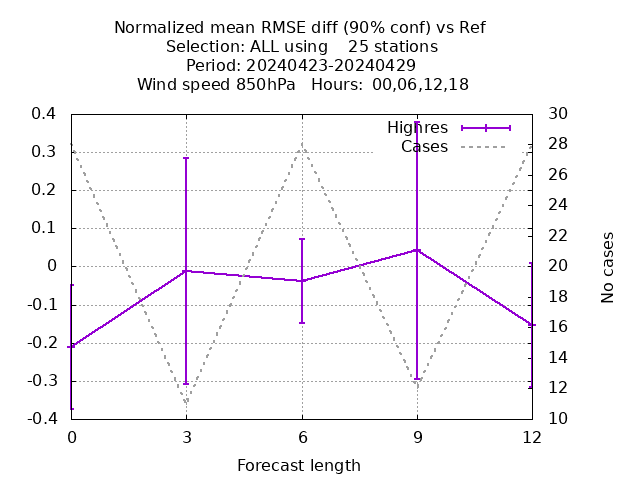 Normalized mean RMSE diff (90% conf) vs Ref
Selection: ALL using    25 stations
Period: 20240423-20240429
Wind speed 850hPa   Hours:  00,06,12,18
Highres
Cases
0.4
0.3
0.2
0.1
0
-0.1
-0.2
-0.3
-0.4
30
28
26
24
22
20
18
16
14
12
10
No cases
0 3 6 9 12
Forecast length